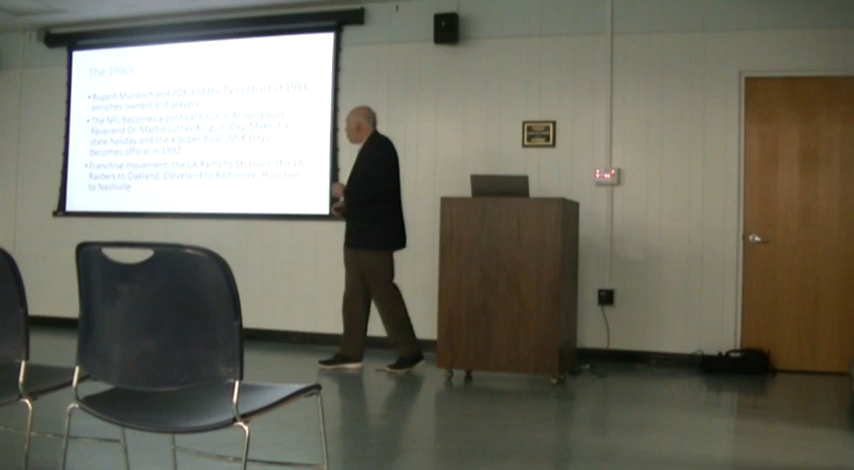 The 1990s
• Rupert Murdoch and FOX and the TV contract of 1993
enriches owners and players
• The NFL becomes a political force in Arizona over
Reverend Dr. Martin Luther King, Jr. Day. Make it a
state holiday and the a Super Bowl. MLK Days
becomes official in 1992
• Franchise movement, the LA Rams to St. Louis, the LA
Raiders to Oakland, Cleveland to Baltimore, Houston
to Nashville